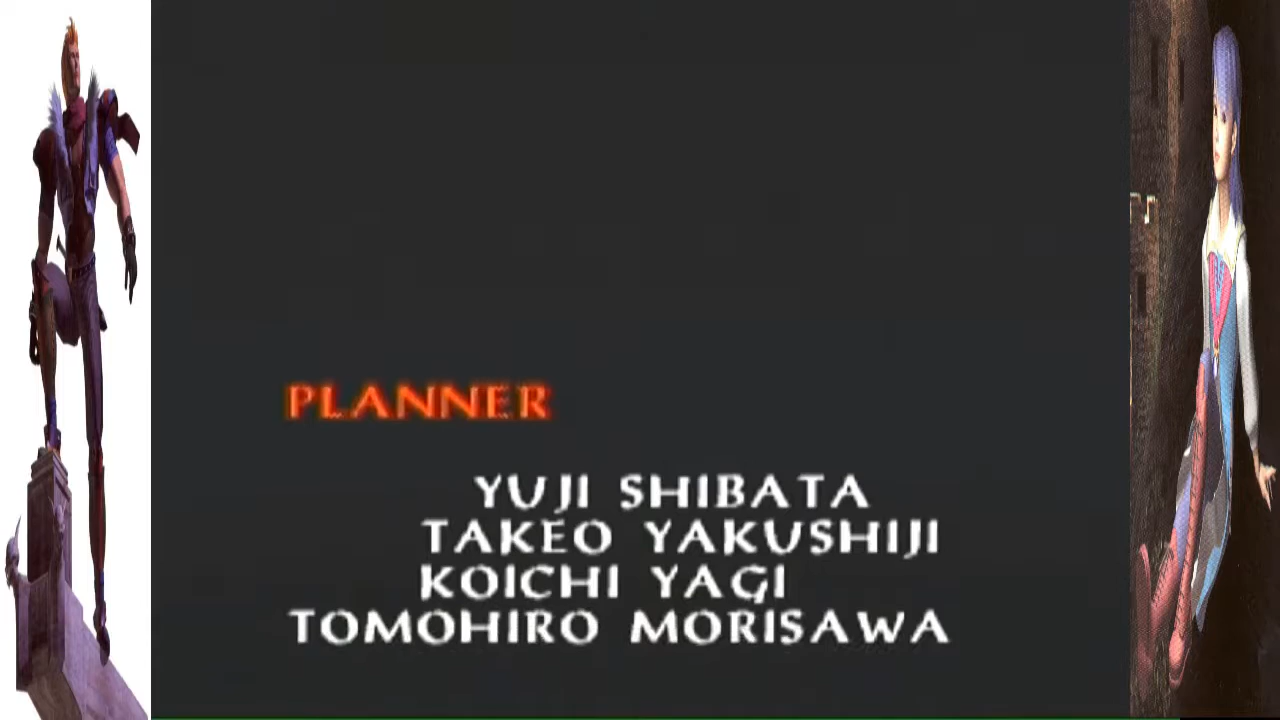 PLANNER
YUJI SHIBATA
TAKEO YAKUSHIJI
KOICHI YAGI
TOMOHIRO MORISAWA